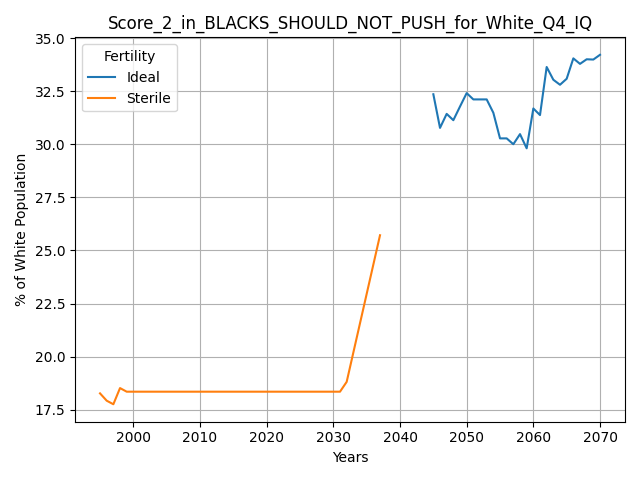 Score_2_in_BLACKS_SHOULD_NOT_PUSH_for_White_Q4_IQ
Fertility
Ideal
Sterile
% of White Population
35.0
32.5
30.0
27.5
25.0
22.5
20.0
17.5
2000 2010 2020 2030 2040 2050 2060 2070
Years